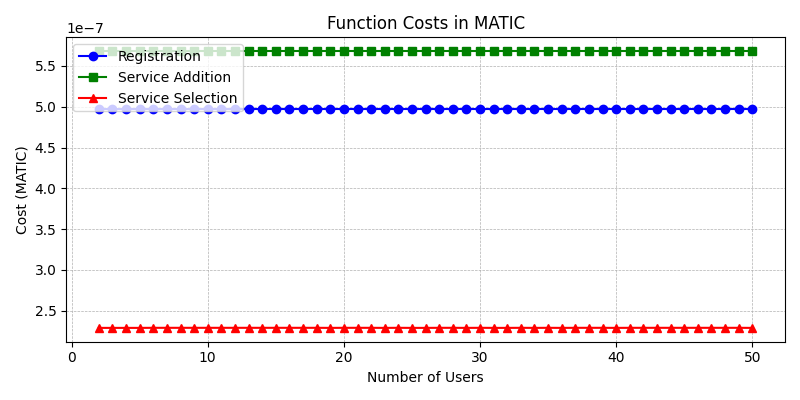 Function Costs in MATIC
1e−7
Registration
Service Addition
Service Selection
5.5
5.0
4.5
4.0
3.5
3.0
2.5
Cost (MATIC)
0 10 20 30 40 50
Number of Users